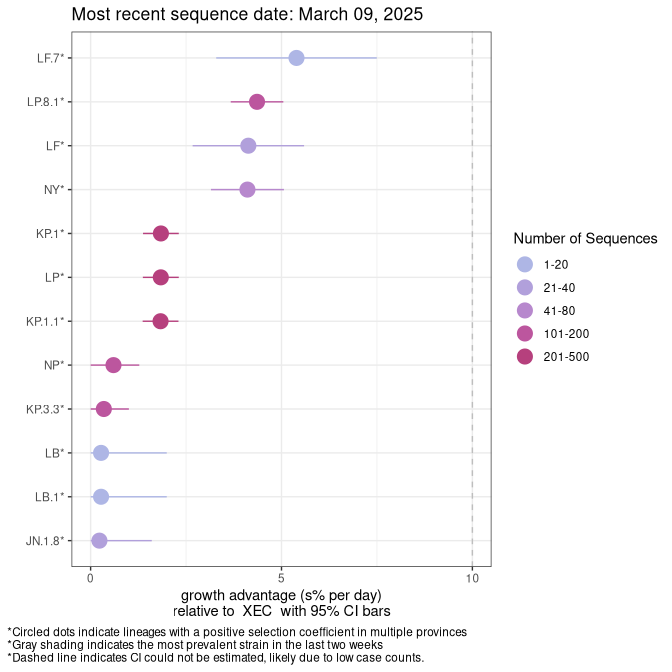 Most recent sequence date: March 09, 2025
LF.7*
LP.8.1*
LF*
NY*
KP.1*
LP*
KP.1.1*
NP*
KP.3.3*
LB*
LB.1*
JN.1.8*
0 5 10
growth advantage (s% per day)
relative to XEC with 95% CI bars
Number of Sequences
1-20
21-40
41-80
101-200
201-500
*Circled dots indicate lineages with a positive selection coefficient in multiple provinces
*Gray shading indicates the most prevalent strain in the last two weeks
*Dashed line indicates CI could not be estimated, likely due to low case counts.